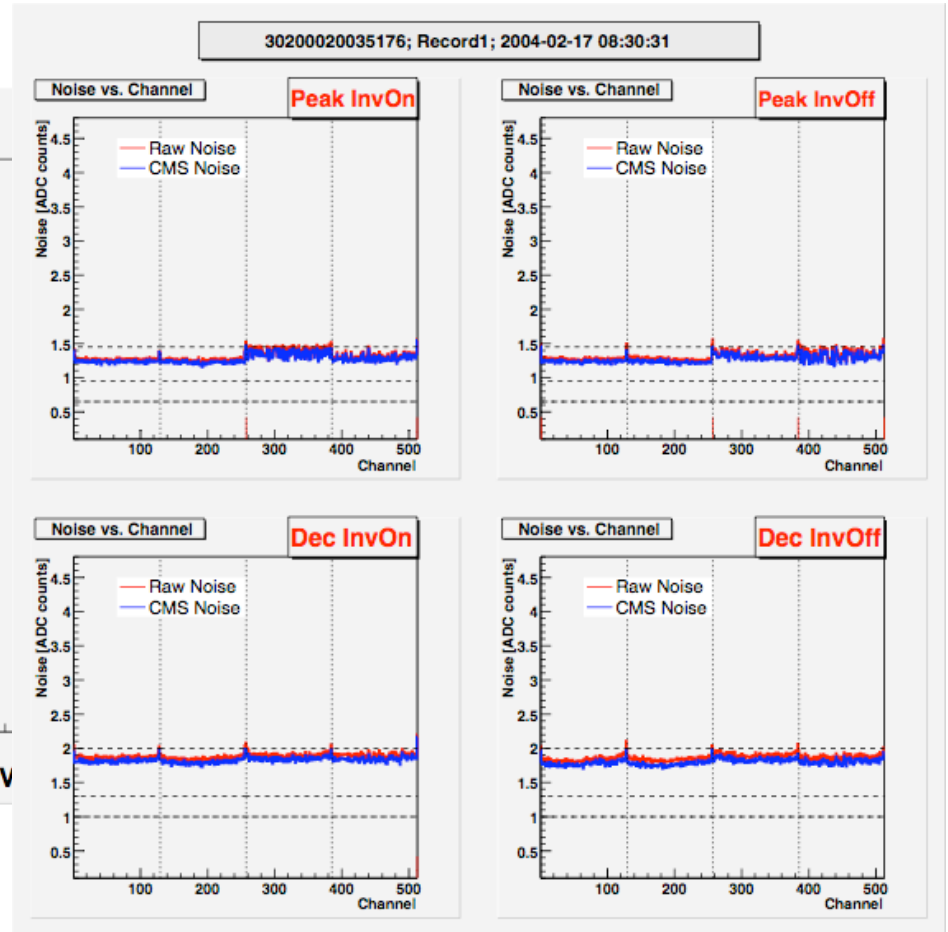 30200020035176; Record1; 2004-02-17 08:30:31
Noise vs. Channel
Peak InvOn
Noise [ADC counts]
Raw Noise
CMS Noise
4.5
4
3.5
3
2.5
2
1.5
1
0.5
100 200 300 400 500
Channel
Noise vs. Channel
Peak InvOff
Noise [ADC counts]
Raw Noise
CMS Noise
4.5
4
3.5
3
2.5
2
1.5
1
0.5
100 200 300 400 500
Channel
Noise vs. Channel
Dec InvOn
Noise [ADC counts]
Raw Noise
CMS Noise
4.5
4
3.5
3
2.5
2
1.5
1
0.5
100 200 300 400 500
Channel
Noise vs. Channel
Dec InvOff
Noise [ADC counts]
Raw Noise
CMS Noise
4.5
4
3.5
3
2.5
2
1.5
1
0.5
100 200 300 400 500
Channel